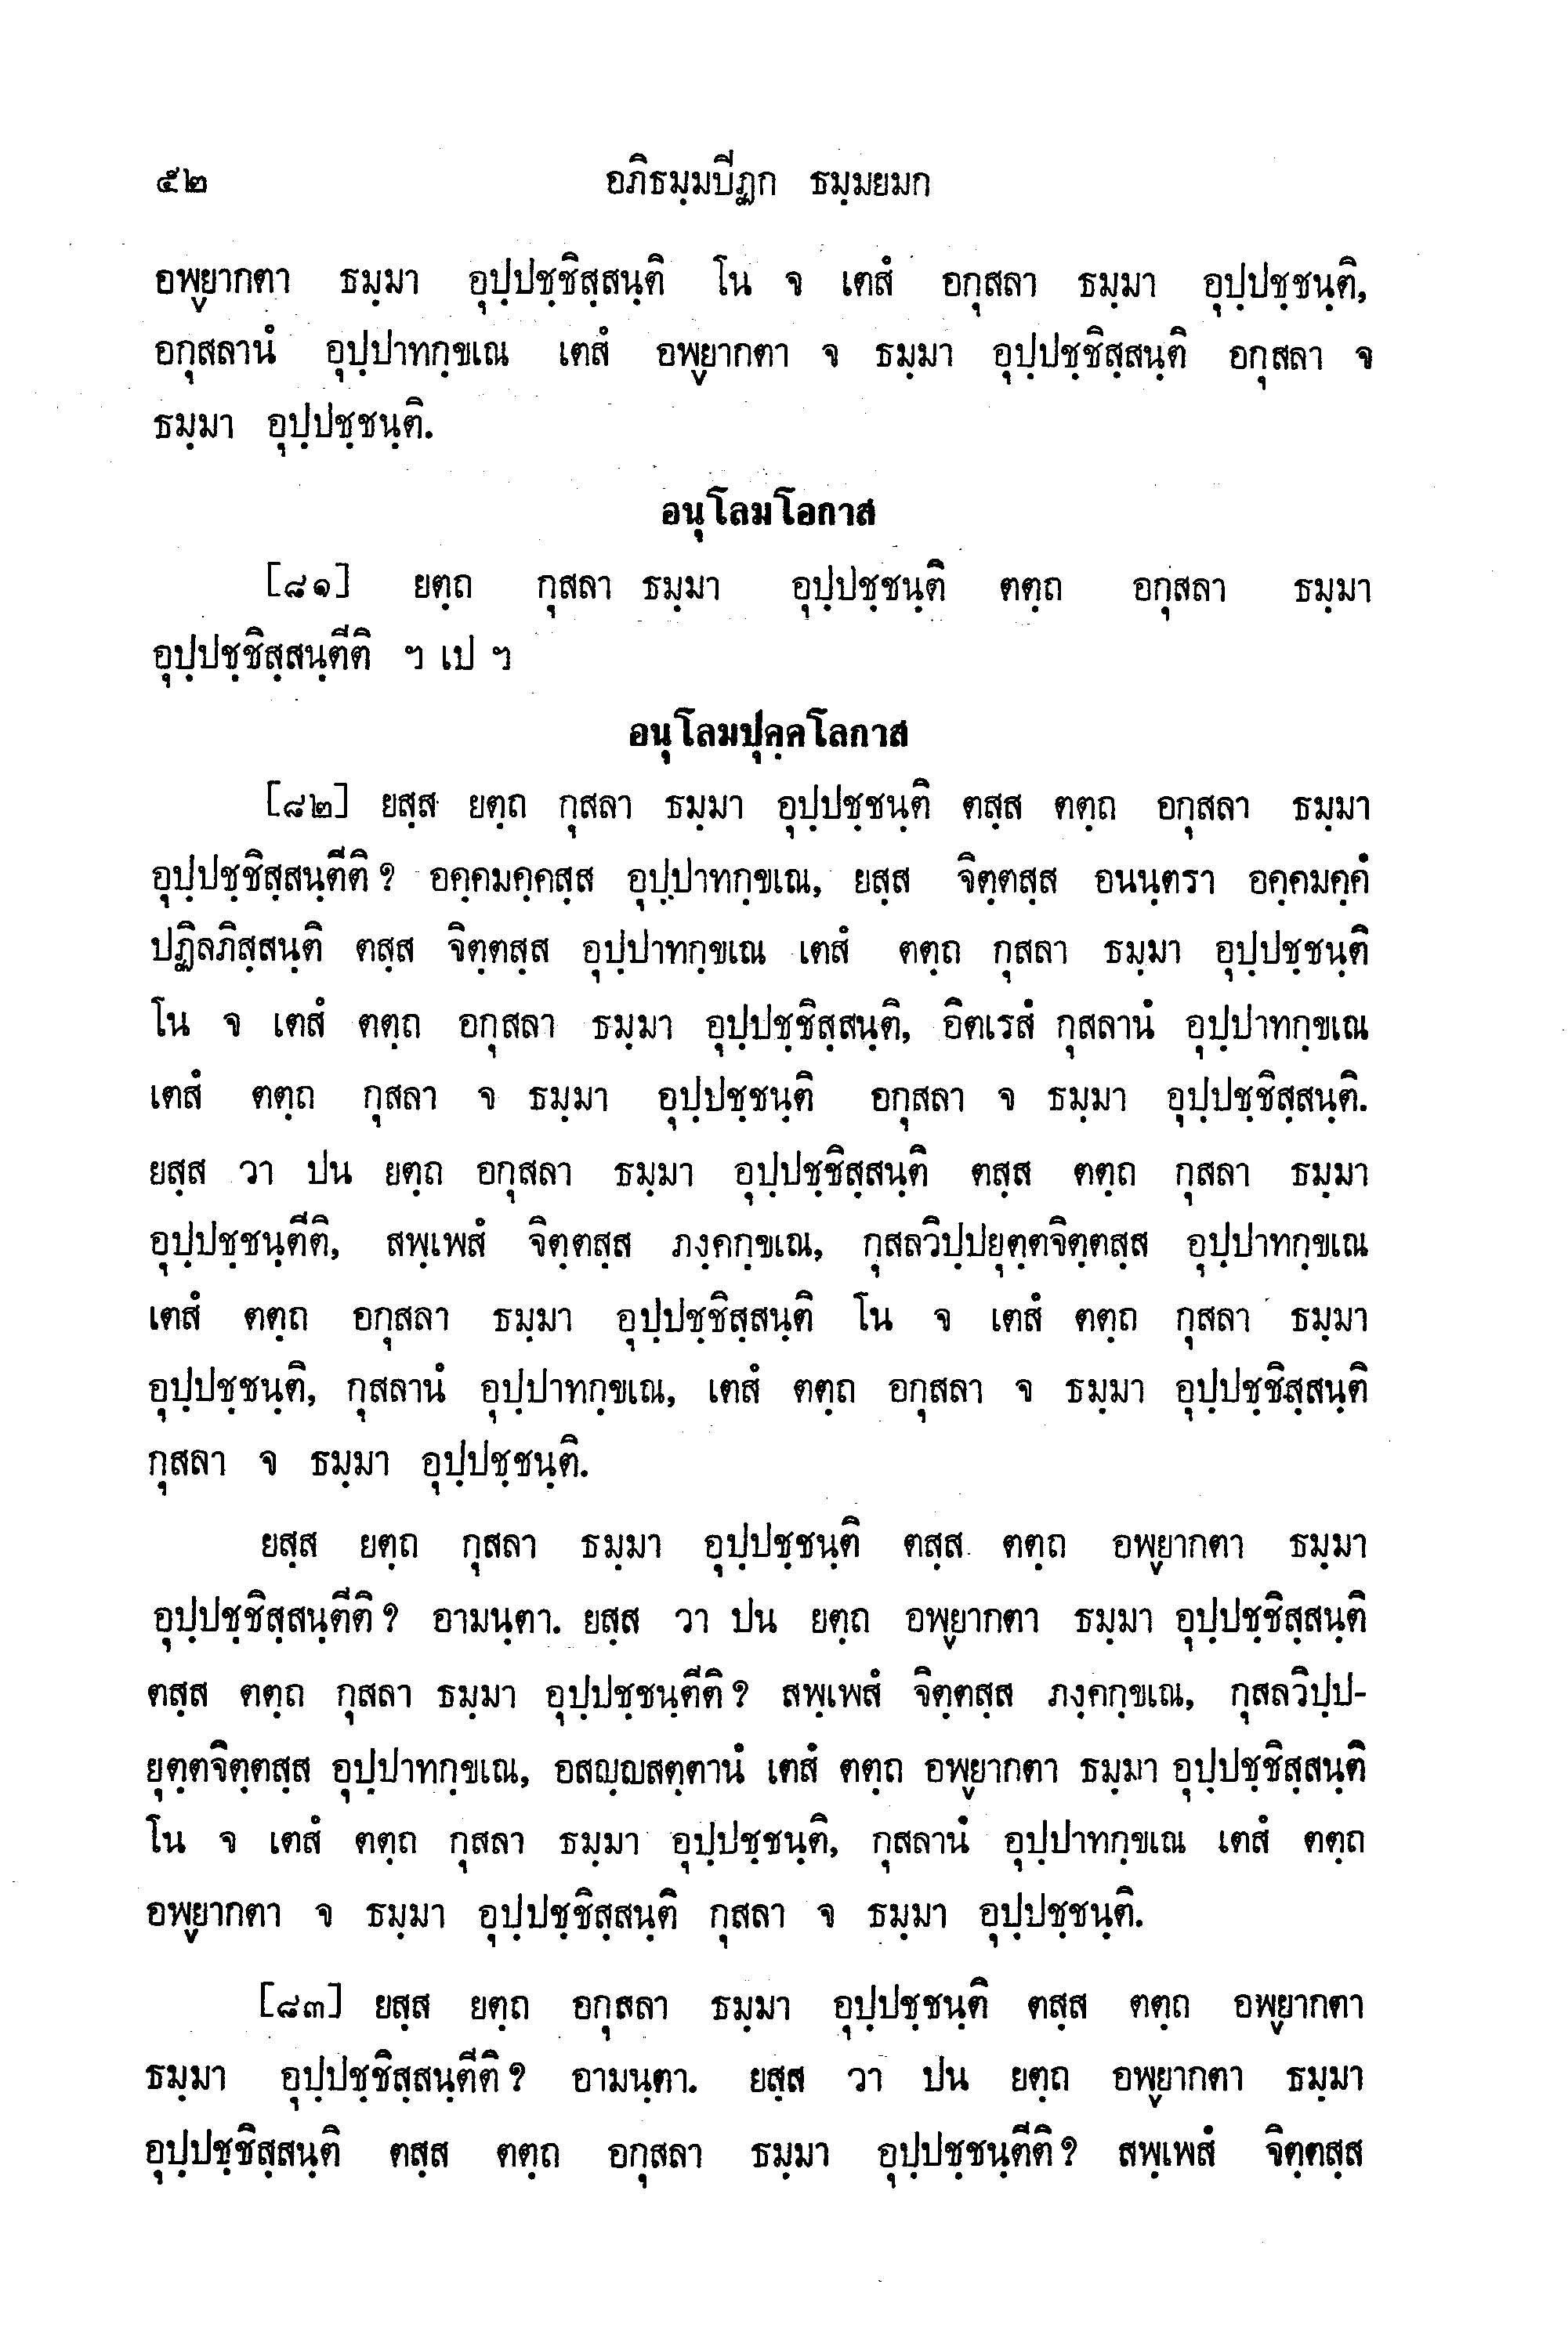 ๕๒ อภิธมฺมปีฏก ธมฺมยมก
อพฺยากตา ธมฺมา อุปฺปชฺชิสฺสนฺติ โน จ เตสํ อกุสลา ธมฺมา อุปฺปชฺชนฺติ,
อกุสลานํ อุปฺปาทกฺขเณ เตสํ อพฺยากตา จ ธมฺมา อุปฺปชฺชิสฺสนฺติ อกุสลา จ
ธมฺมา อุปฺปชฺชนฺติ.
อนุโลมโอกาส
[๘๑] ยตฺถ กุสลา ธมฺมา อุปฺปชฺชนฺติ ตตฺถ อกุสลา ธมฺมา
อุปฺปชฺชิสฺสนฺตีติ ฯ เป ฯ
อนุโลมปุคฺคโลกาส
[๘๒] ยสฺส ยตฺถ กุสลา ธมฺมา อุปฺปชฺชนฺติ ตสฺส ตตฺถ อกุสลา ธมฺมา
อุปฺปชฺชิสฺสนฺตีติ ? อคฺคมคฺคสฺส อุปฺปาทกฺขเณ, ยสฺส จิตฺตสฺส อนนฺตรา อคฺคมคฺคํ
ปฏิลภิสฺสนฺติ ตสฺส จิตฺตสฺส อุปฺปาทกฺขเณ เตสํ ตตฺถ กุสลา ธมฺมา อุปฺปชฺชนฺติ
โน จ เตสํ ตตฺถ อกุสลา ธมฺมา อุปฺปชฺชิสฺสนฺติ, อิตเรสํ กุสลานํ อุปฺปาทกฺขเณ
เตสํ ตตฺถ กุสลา จ ธมฺมา อุปฺปชฺชนฺติ อกุสลา จ ธมฺมา อุปฺปชฺชิสฺสนฺติ.
ยสฺส วา ปน ยตฺถ อกุสลา ธมฺมา อุปฺปชฺชิสฺสนฺติ ตสฺส ตตฺถ กุสลา ธมฺมา
อุปฺปชฺชนฺตีติ, สพฺเพสํ จิตฺตสฺส ภงฺคกฺขเณ, กุสลวิปฺปยุตฺตจิตฺตสฺส อุปฺปาทกฺขเณ
เตสํ ตตฺถ อกุสลา ธมฺมา อุปฺปชฺชิสฺสนฺติ โน จ เตสํ ตตฺถ กุสลา ธมฺมา
อุปฺปชฺชนฺติ, กุสลานํ อุปฺปาทกฺขเณ, เตสํ ตตฺถ อกุสลา จ ธมฺมา อุปฺปชฺชิสฺสนฺติ
กุสลา จ ธมฺมา อุปฺปชฺชนฺติ.
ยสฺส ยตฺถ กุสลา ธมฺมา อุปฺปชฺชนฺติ ตสฺส ตตฺถ อพฺยากตา ธมฺมา
อุปฺปชฺชิสฺสนฺตีติ ? อามนฺตา. ยสฺส วา ปน ยตฺถ อพฺยากตา ธมฺมา อุปฺปชฺชิสฺสนฺติ
ตสฺส ตตฺถ กุสลา ธมฺมา อุปฺปชฺชนฺตีติ ? สพฺเพสํ จิตฺตสฺส ภงฺคกฺขเณ, กุสลวิปฺป-
ยุตฺตจิตฺตสฺส อุปฺปาทกฺขเณ, อสญฺญสตฺตานํ เตสํ ตตฺถ อพฺยากตา ธมฺมา อุปฺปชฺชิสฺสนฺติ
โน จ เตสํ ตตฺถ กุสลา ธมฺมา อุปฺปชฺชนฺติ, กุสลานํ อุปฺปาทกฺขเณ เตสํ ตตฺถ
อพฺยากตา จ ธมฺมา อุปฺปชฺชิสฺสนฺติ กุสลา จ ธมฺมา อุปฺปชฺชนฺติ.
[๘๓] ยสฺส ยตฺถ อกุสลา ธมฺมา อุปฺปชฺชนฺติ ตสฺส ตตฺถ อพฺยากตา
ธมฺมา อุปฺปชฺชิสฺสนฺตีติ ? อามนฺตา. ยสฺส วา ปน ยตฺถ อพฺยากตา ธมฺมา
อุปฺปชฺชิสฺสนฺติ ตสฺส ตตฺถ อกุสลา ธมฺมา อุปฺปชฺชนฺตีติ ? สพฺเพสํ จิตฺตสฺส